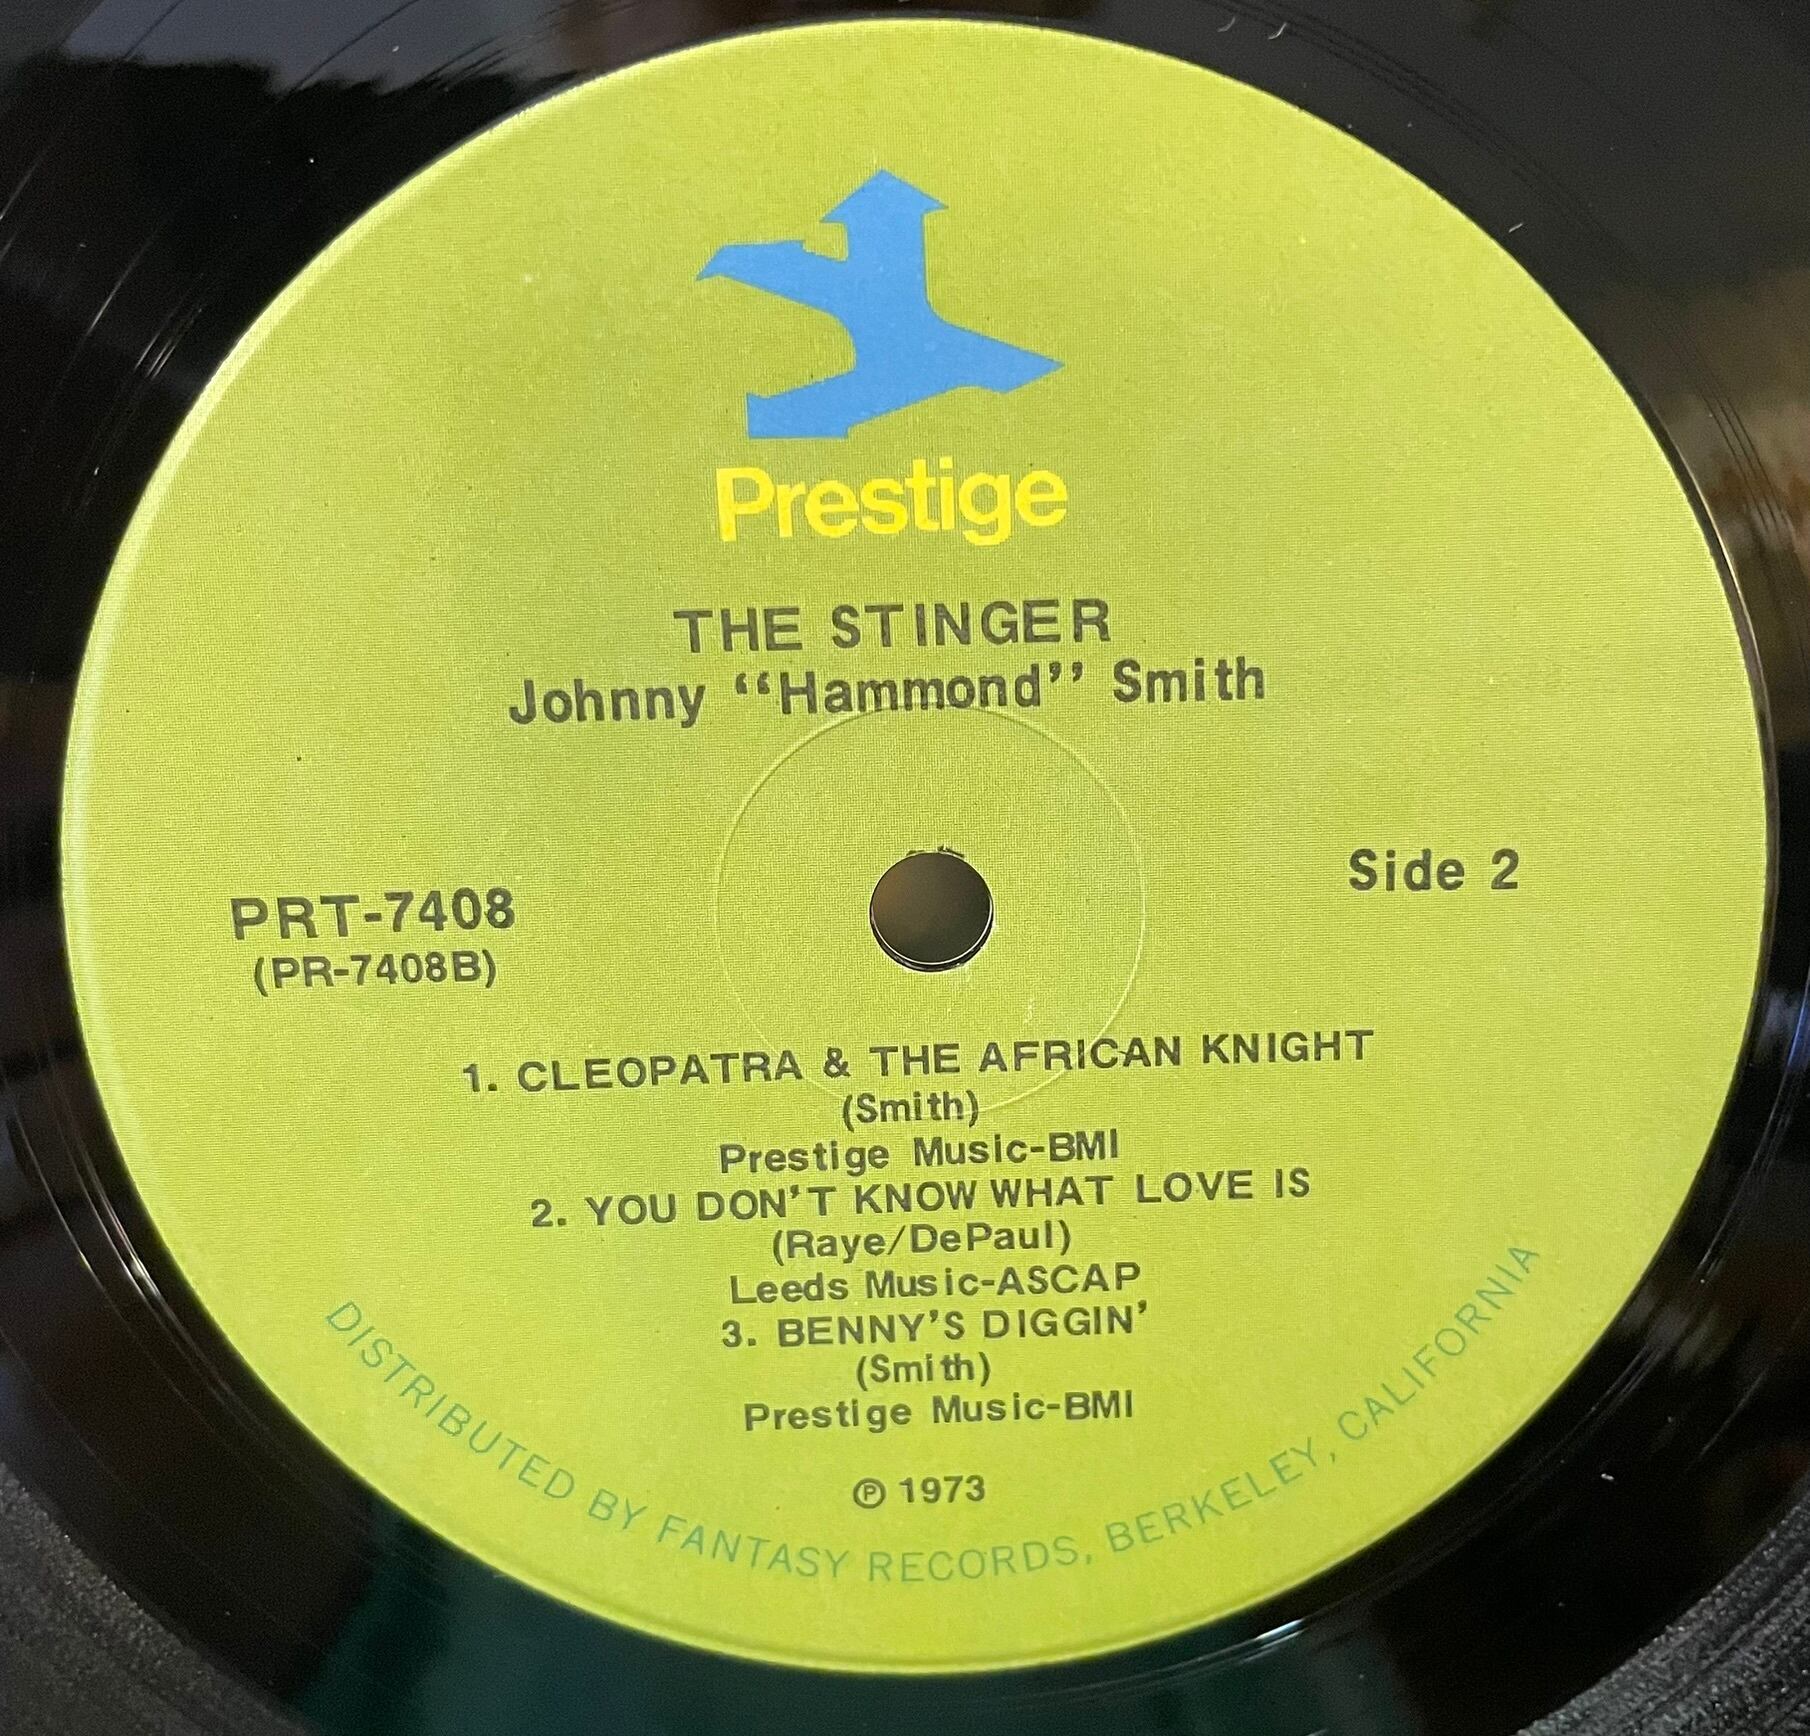 Prestige
THE STINGER
Johnny “Hammond” Smith
Side 2
PRT-7408
(PR-7408B)
1. CLEOPATRA & THE AFRICAN KNIGHT
(Smith)
Prestige Music-BMI
2. YOU DON'T KNOW WHAT LOVE IS
(Raye/DePaul)
Leeds Music-ASCAP
3. BENNY'S DIGGIN'
(Smith)
Prestige Music-BMI
℗ 1973
DISTRIBUTED BY FANTASY RECORDS, BERKELEY, CALIFORNIA